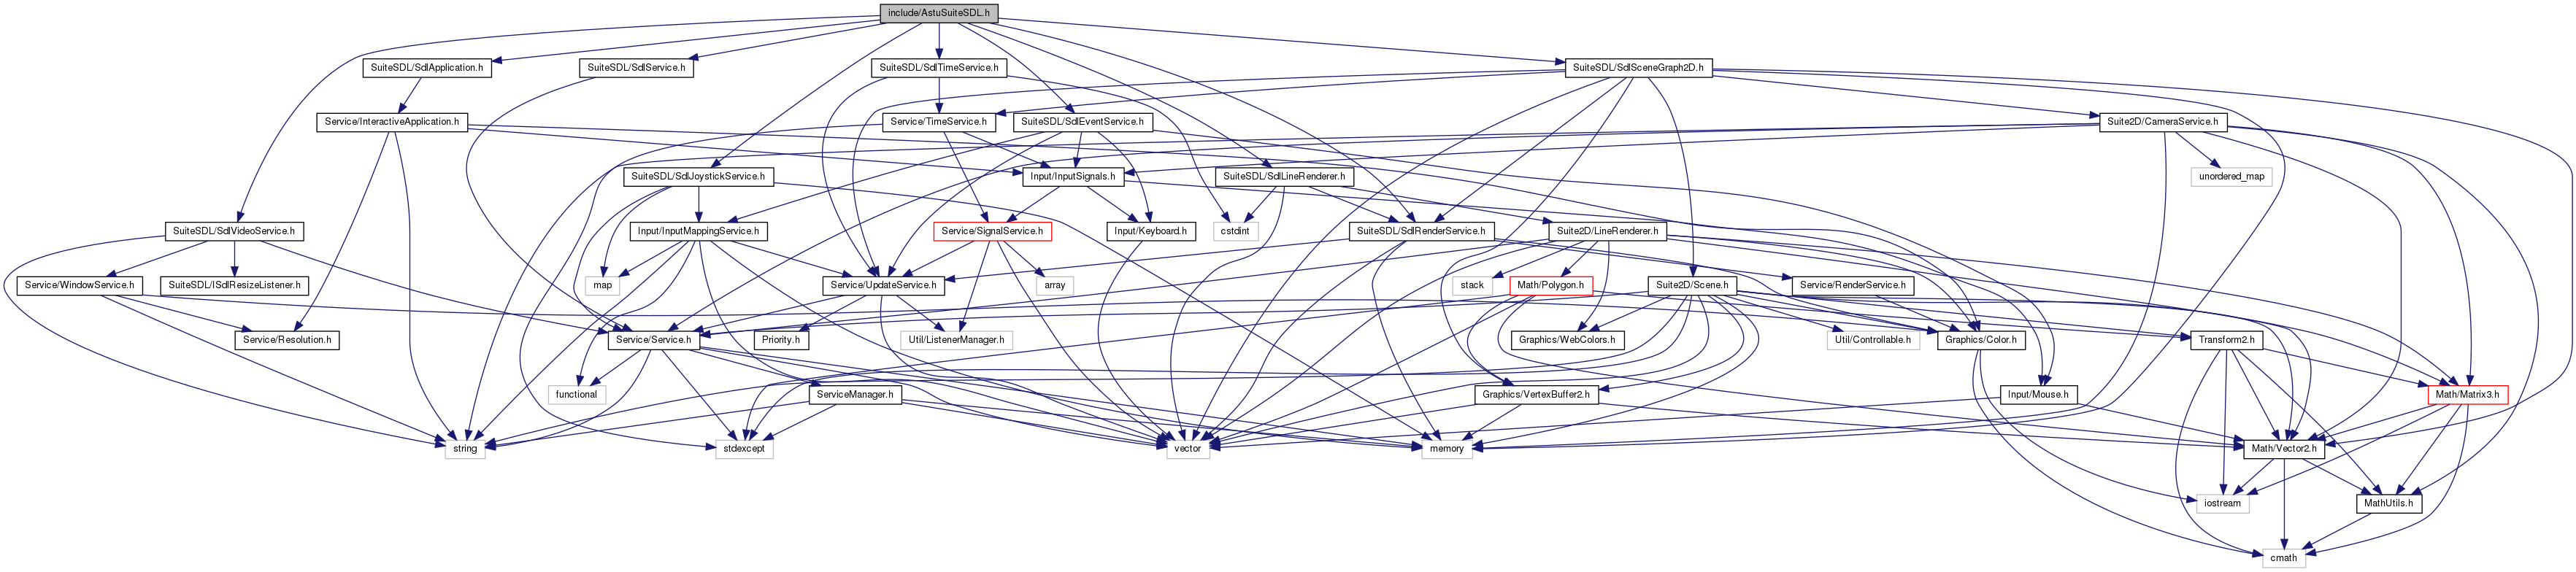 include/AstuSuiteSDL.h
SuiteSDL/SdlApplication.h
SuiteSDL/SdlService.h
SuiteSDL/SdlTimeService.h
SuiteSDL/SdlSceneGraph2D.h
Service/InteractiveApplication.h
Service/TimeService.h
SuiteSDL/SdlEventService.h
Suite2D/CameraService.h
SuiteSDL/SdlJoystickService.h
Input/InputSignals.h
SuiteSDL/SdlLineRenderer.h
unordered_map
SuiteSDL/SdlVideoService.h
Input/InputMappingService.h
Service/SignalService.h
Input/Keyboard.h
cstdint
SuiteSDL/SdlRenderService.h
Suite2D/LineRenderer.h
Service/WindowService.h
SuiteSDL/ISdlResizeListener.h
map
Service/UpdateService.h
array
stack
Math/Polygon.h
Suite2D/Scene.h
Service/RenderService.h
Service/Resolution.h
Service/Service.h
Priority.h
Util/ListenerManager.h
Graphics/WebColors.h
Util/Controllable.h
Graphics/Color.h
Transform2.h
functional
ServiceManager.h
Graphics/VertexBuffer2.h
Input/Mouse.h
Math/Matrix3.h
string
stdexcept
vector
memory
Math/Vector2.h
iostream
MathUtils.h
cmath